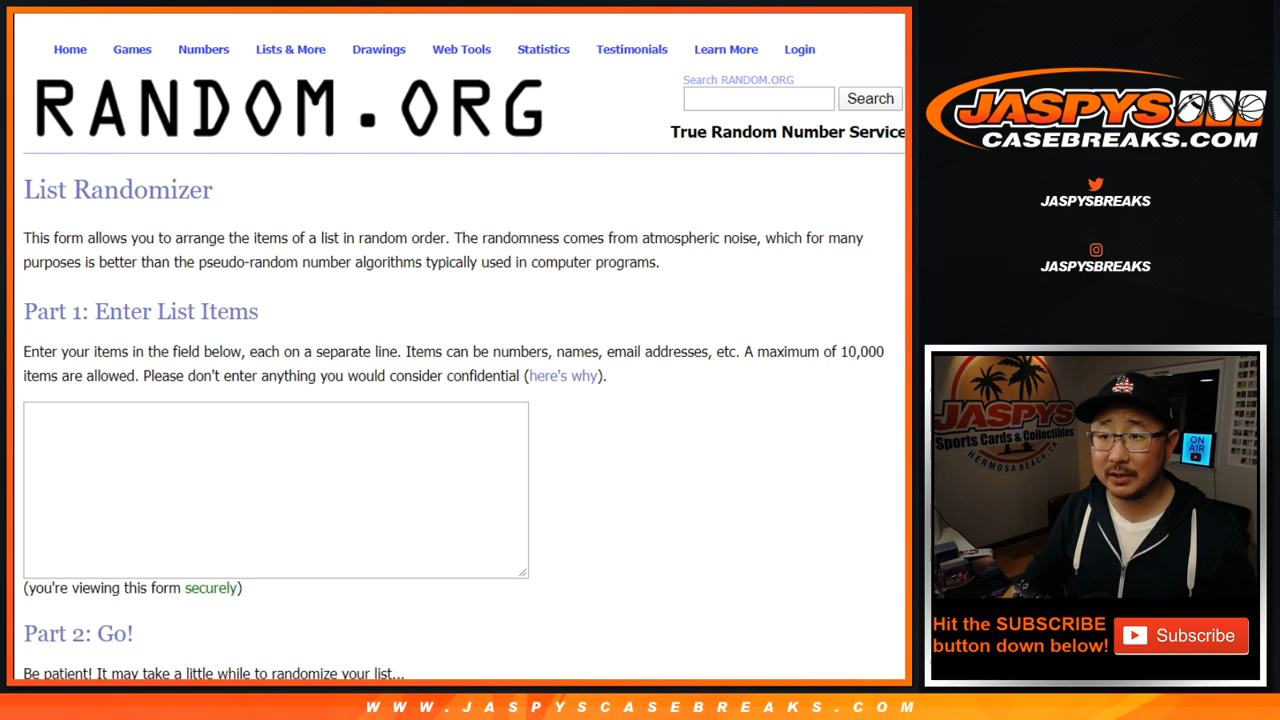 Home Games Numbers Lists & More Drawings Web Tools Statistics Testimonials Learn More Login
RANDOM.ORG
Search RANDOM.ORG
Search
True Random Number Service
List Randomizer
This form allows you to arrange the items of a list in random order. The randomness comes from atmospheric noise, which for many
purposes is better than the pseudo-random number algorithms typically used in computer programs.
Part 1: Enter List Items
Enter your items in the field below, each on a separate line. Items can be numbers, names, email addresses, etc. A maximum of 10,000
items are allowed. Please don't enter anything you would consider confidential (here's why).
(you're viewing this form securely)
Part 2: Go!
Be patient! It may take a little while to randomize your list...
JASPYS
CASEBREAKS.COM
JASPYSBREAKS
JASPYSBREAKS
JASPYS
Sports Cards & Collectibles
HERMOSA BEACH, CA
ON
AIR
Hit the SUBSCRIBE
button down below!
Subscribe
WWW.JASPYSCASEBREAKS.COM